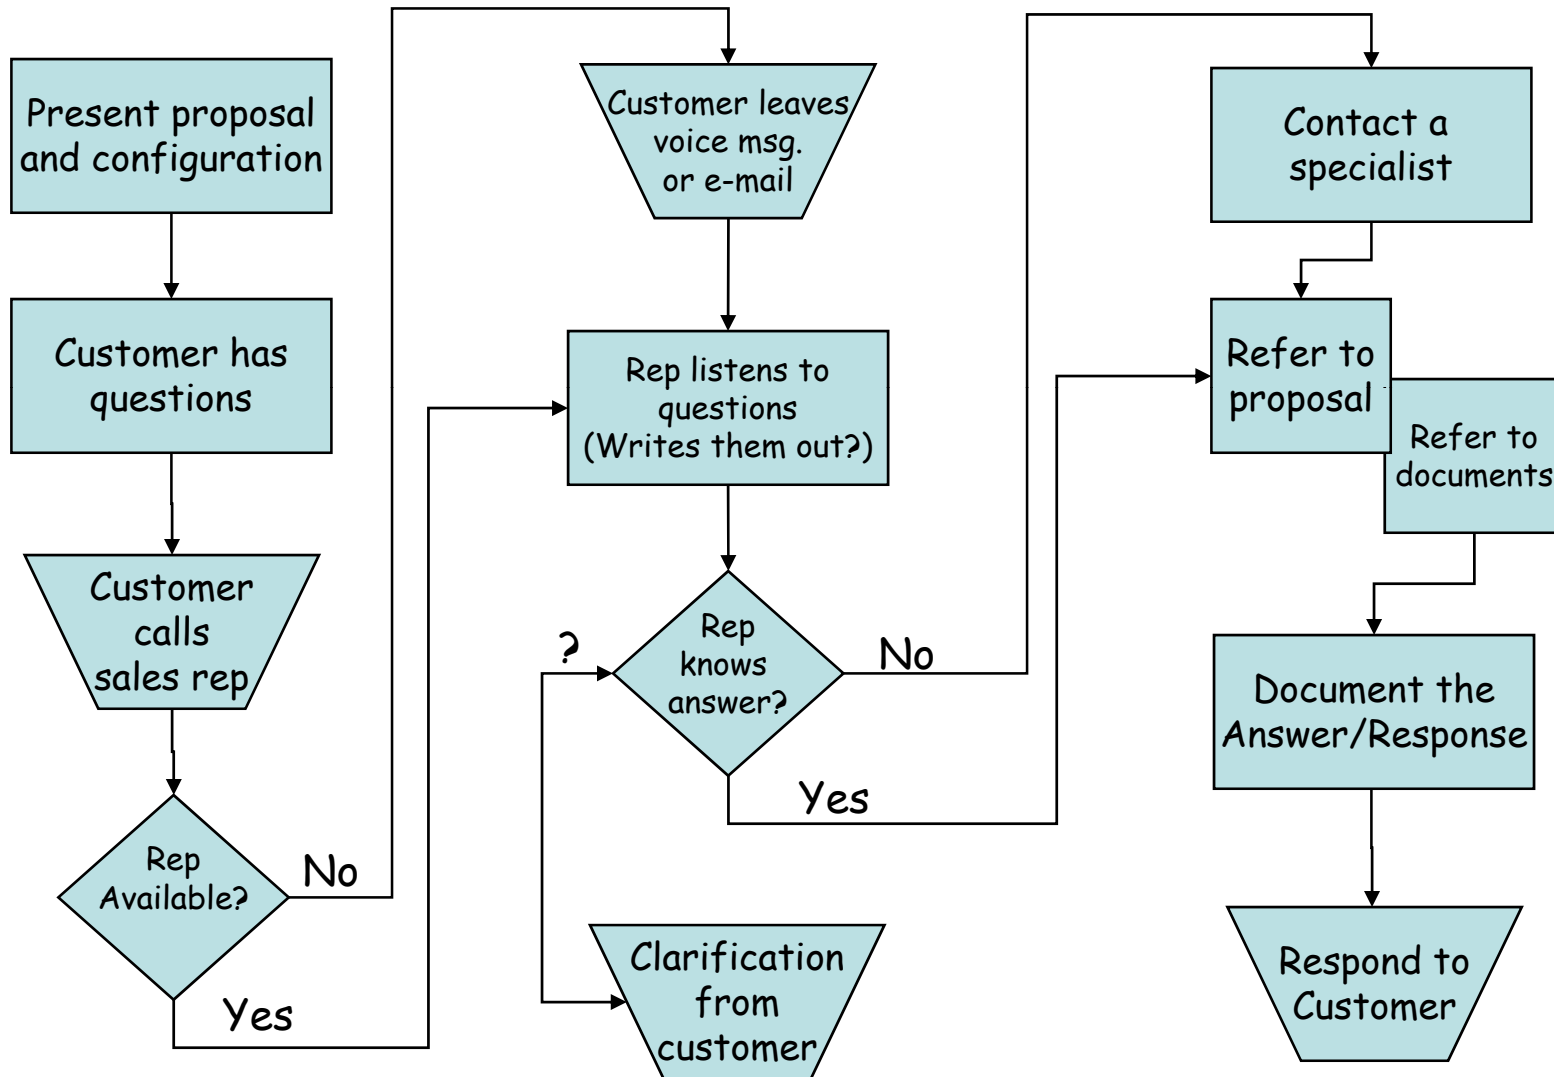 Present proposal
and configuration
Customer has
questions
Customer
calls
sales rep
Rep
Available?
No
Yes
Customer leaves
voice msg.
or e-mail
Rep listens to
questions
(Writes them out?)
Rep
knows
answer?
?
No
Yes
Clarification
from
customer
Contact a
specialist
Refer to
proposal
Refer to
documents
Document the
Answer/Response
Respond to
Customer